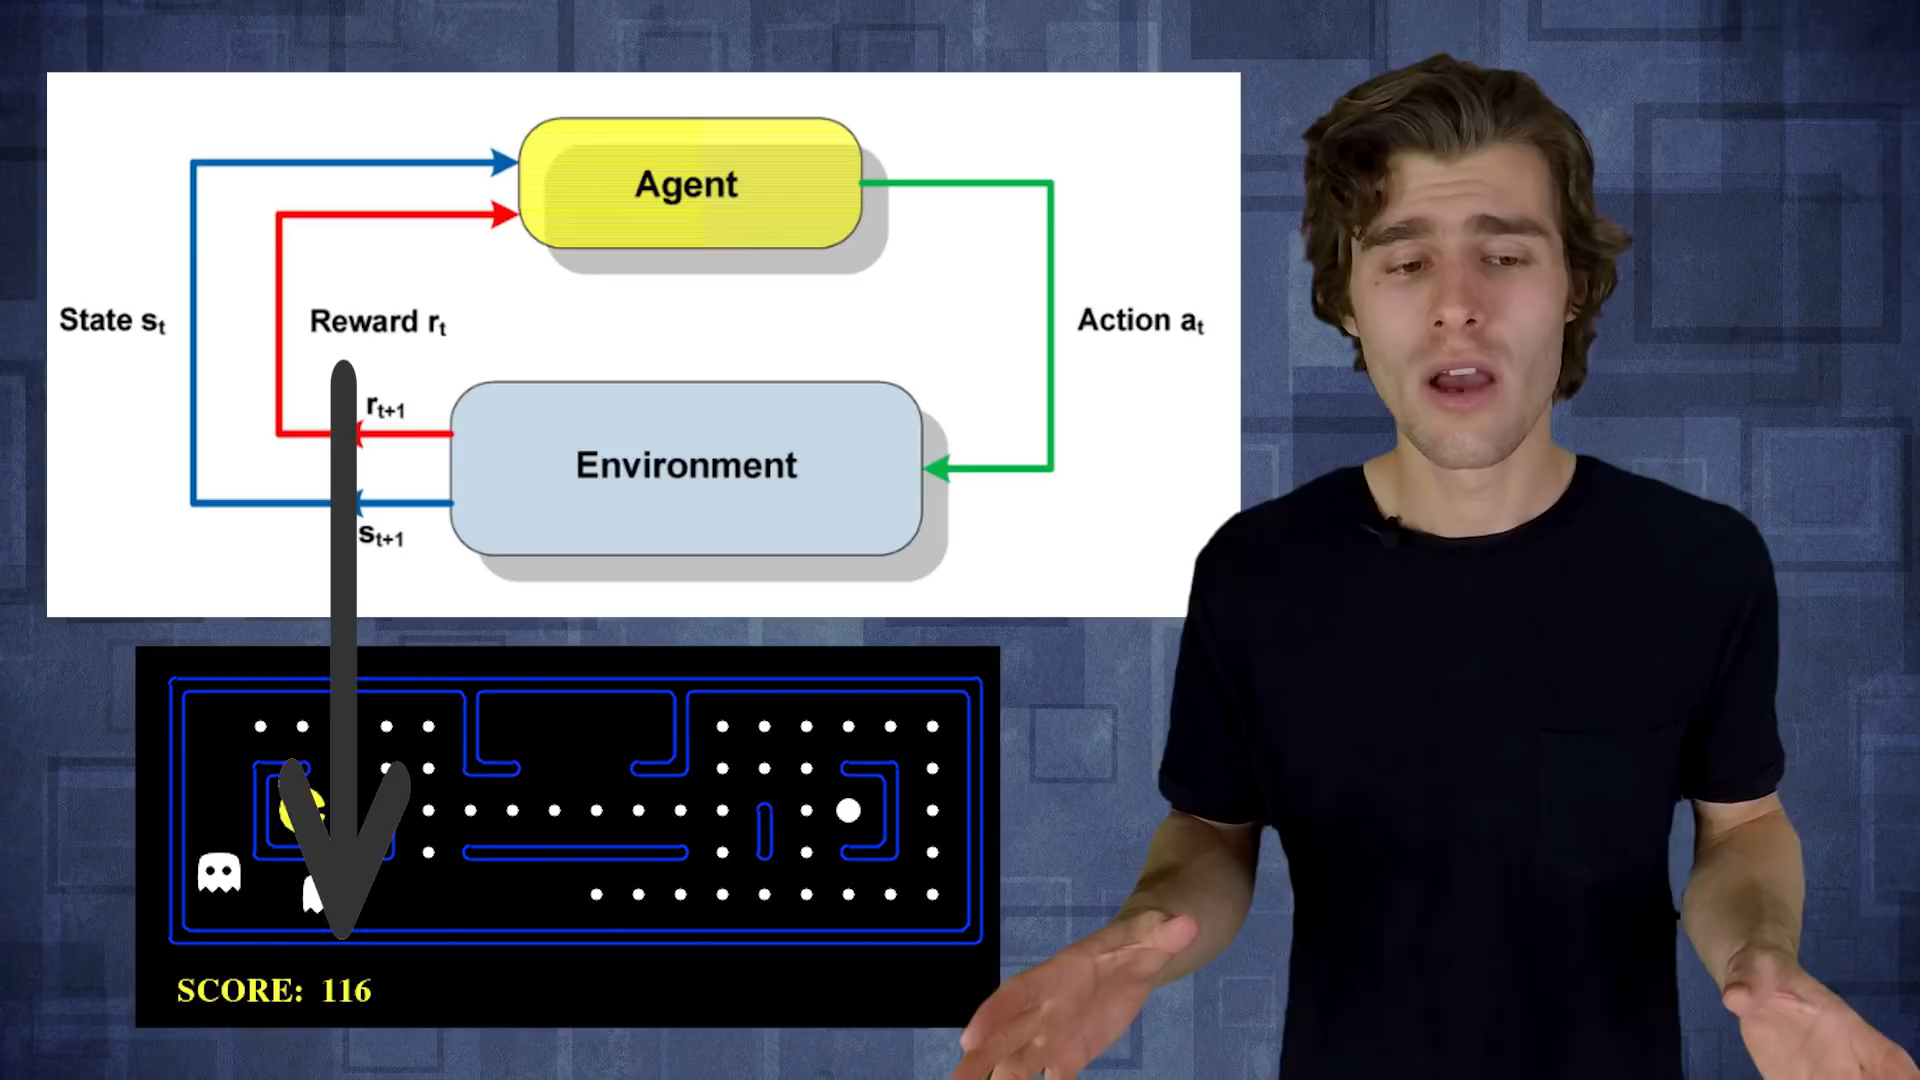 Agent
State st
Reward rt
Action at
rt+1
Environment
st+1
SCORE: 116